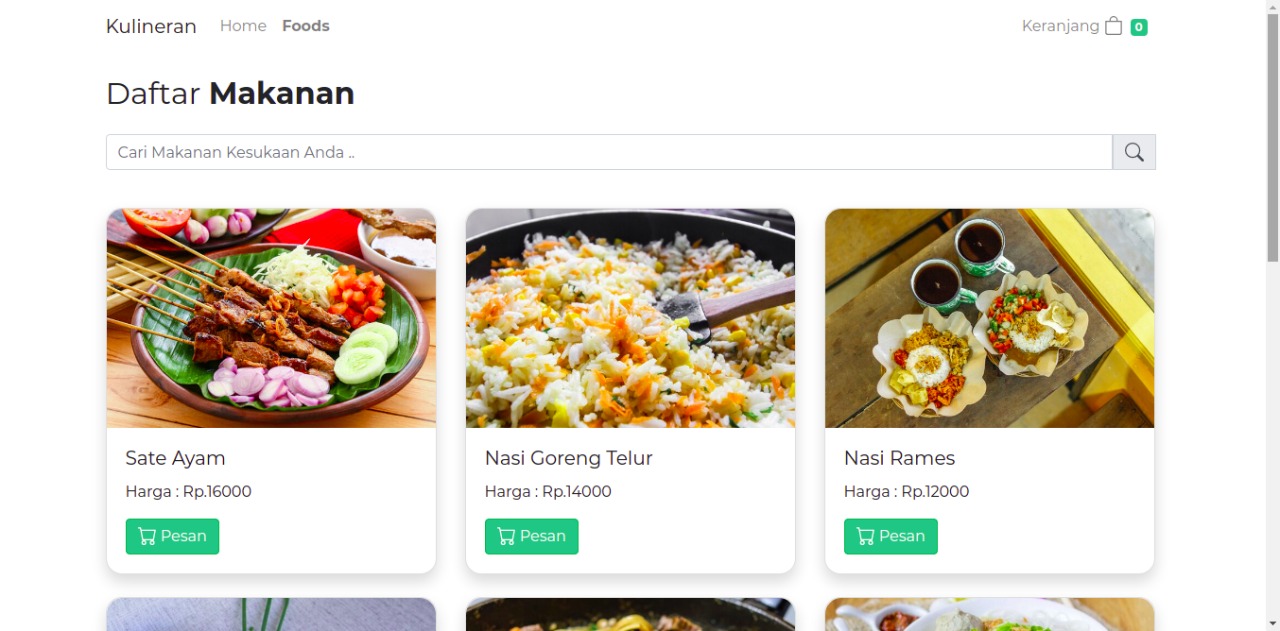 Kulineran Home Foods Keranjang 0
Daftar Makanan
Cari Makanan Kesukaan Anda ..
Sate Ayam
Harga : Rp.16000
Pesan
Nasi Goreng Telur
Harga : Rp.14000
Pesan
Nasi Rames
Harga : Rp.12000
Pesan